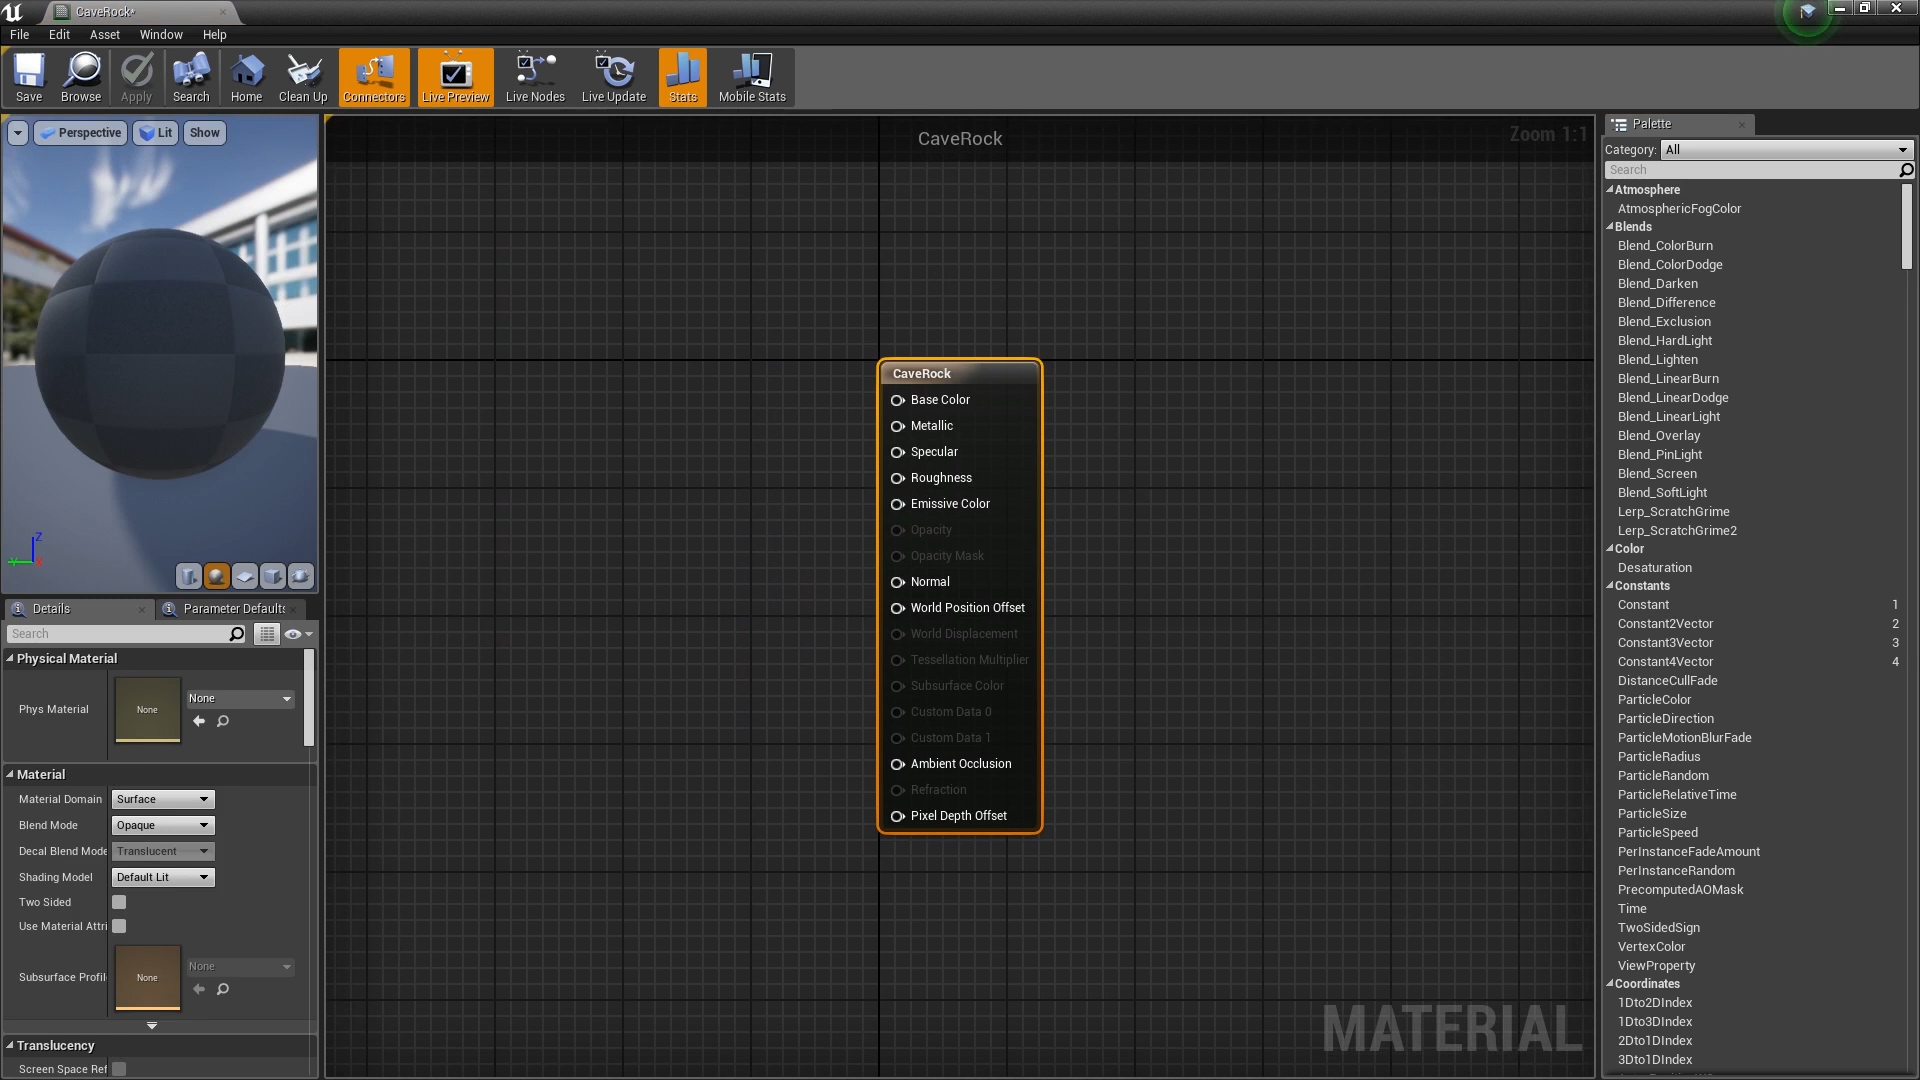 CaveRock*
File Edit Asset Window Help
Save Browse Apply Search Home Clean Up Connectors Live Preview Live Nodes Live Update Stats Mobile Stats
Perspective Lit Show
Z
Y
CaveRock
Zoom 1:1
CaveRock
Base Color
Metallic
Specular
Roughness
Emissive Color
Opacity
Opacity Mask
Normal
World Position Offset
World Displacement
Tessellation Multiplier
Subsurface Color
Custom Data 0
Custom Data 1
Ambient Occlusion
Refraction
Pixel Depth Offset
MATERIAL
Details
Parameter Defaults
Search
Physical Material
Phys Material
None
None
Material
Material Domain Surface
Blend Mode Opaque
Decal Blend Mode Translucent
Shading Model Default Lit
Two Sided
Use Material Attri
Subsurface Profil
None
None
Translucency
Screen Space Ref
Palette
Category: All
Search
Atmosphere
AtmosphericFogColor
Blends
Blend_ColorBurn
Blend_ColorDodge
Blend_Darken
Blend_Difference
Blend_Exclusion
Blend_HardLight
Blend_Lighten
Blend_LinearBurn
Blend_LinearDodge
Blend_LinearLight
Blend_Overlay
Blend_PinLight
Blend_Screen
Blend_SoftLight
Lerp_ScratchGrime
Lerp_ScratchGrime2
Color
Desaturation
Constants
Constant 1
Constant2Vector 2
Constant3Vector 3
Constant4Vector 4
DistanceCullFade
ParticleColor
ParticleDirection
ParticleMotionBlurFade
ParticleRadius
ParticleRandom
ParticleRelativeTime
ParticleSize
ParticleSpeed
PerInstanceFadeAmount
PerInstanceRandom
PrecomputedAOMask
Time
TwoSidedSign
VertexColor
ViewProperty
Coordinates
1Dto2DIndex
1Dto3DIndex
2Dto1DIndex
3Dto1DIndex